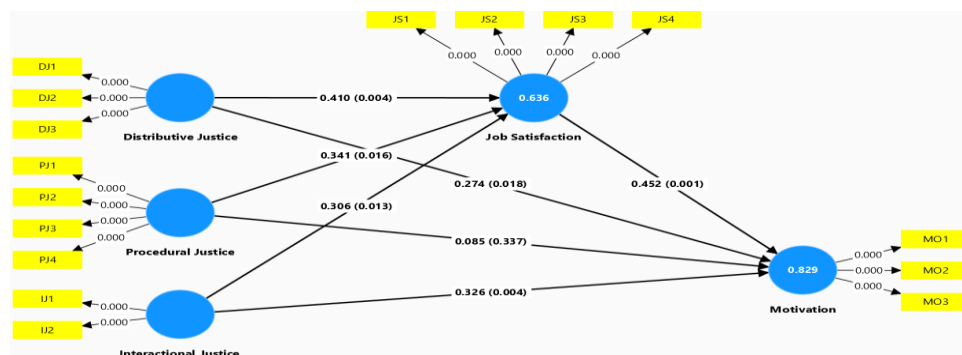 JS1
JS2
JS3
JS4
0.000
0.000
0.000
0.000
DJ1
DJ2
DJ3
0.000
0.000
0.000
Distributive Justice
0.410 (0.004)
0.636
Job Satisfaction
PJ1
PJ2
PJ3
PJ4
0.000
0.000
0.000
0.000
Procedural Justice
0.341 (0.016)
0.306 (0.013)
0.274 (0.018)
0.452 (0.001)
0.085 (0.337)
0.326 (0.004)
IJ1
IJ2
0.000
0.000
Interactional Justice
0.829
Motivation
MO1
MO2
MO3
0.000
0.000
0.000